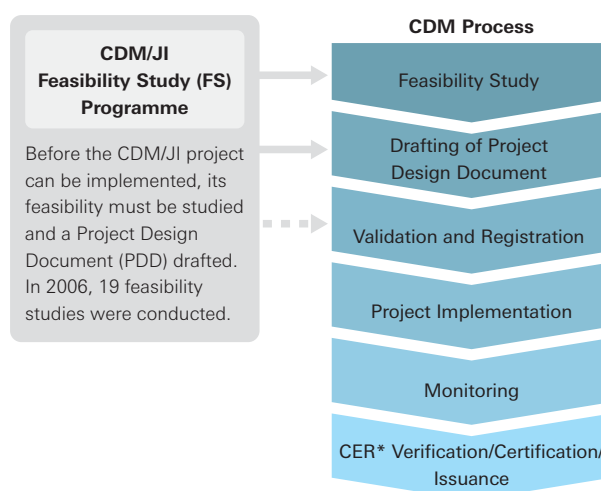 CDM/JI
Feasibility Study (FS)
Programme
Before the CDM/JI project
can be implemented, its
feasibility must be studied
and a Project Design
Document (PDD) drafted.
In 2006, 19 feasibility
studies were conducted.
CDM Process
Feasibility Study
Drafting of Project
Design Document
Validation and Registration
Project Implementation
Monitoring
CER* Verification/Certification/
Issuance